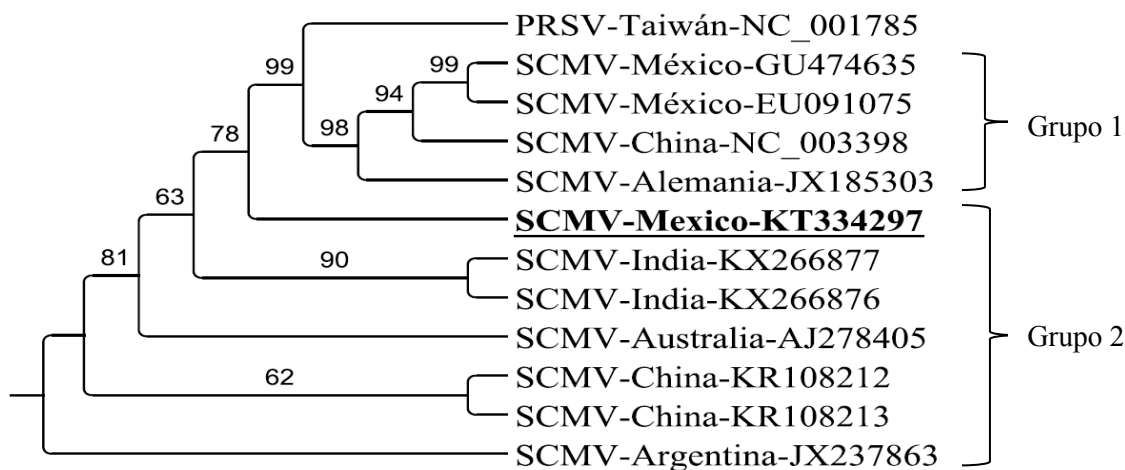 PRSV-Taiwán-NC_001785
99
99
SCMV-México-GU474635
94
SCMV-México-EU091075
Grupo 1
78
98
SCMV-China-NC_003398
SCMV-Alemania-JX185303
63
SCMV-Mexico-KT334297
81
90
SCMV-India-KX266877
SCMV-India-KX266876
SCMV-Australia-AJ278405
Grupo 2
62
SCMV-China-KR108212
SCMV-China-KR108213
SCMV-Argentina-JX237863